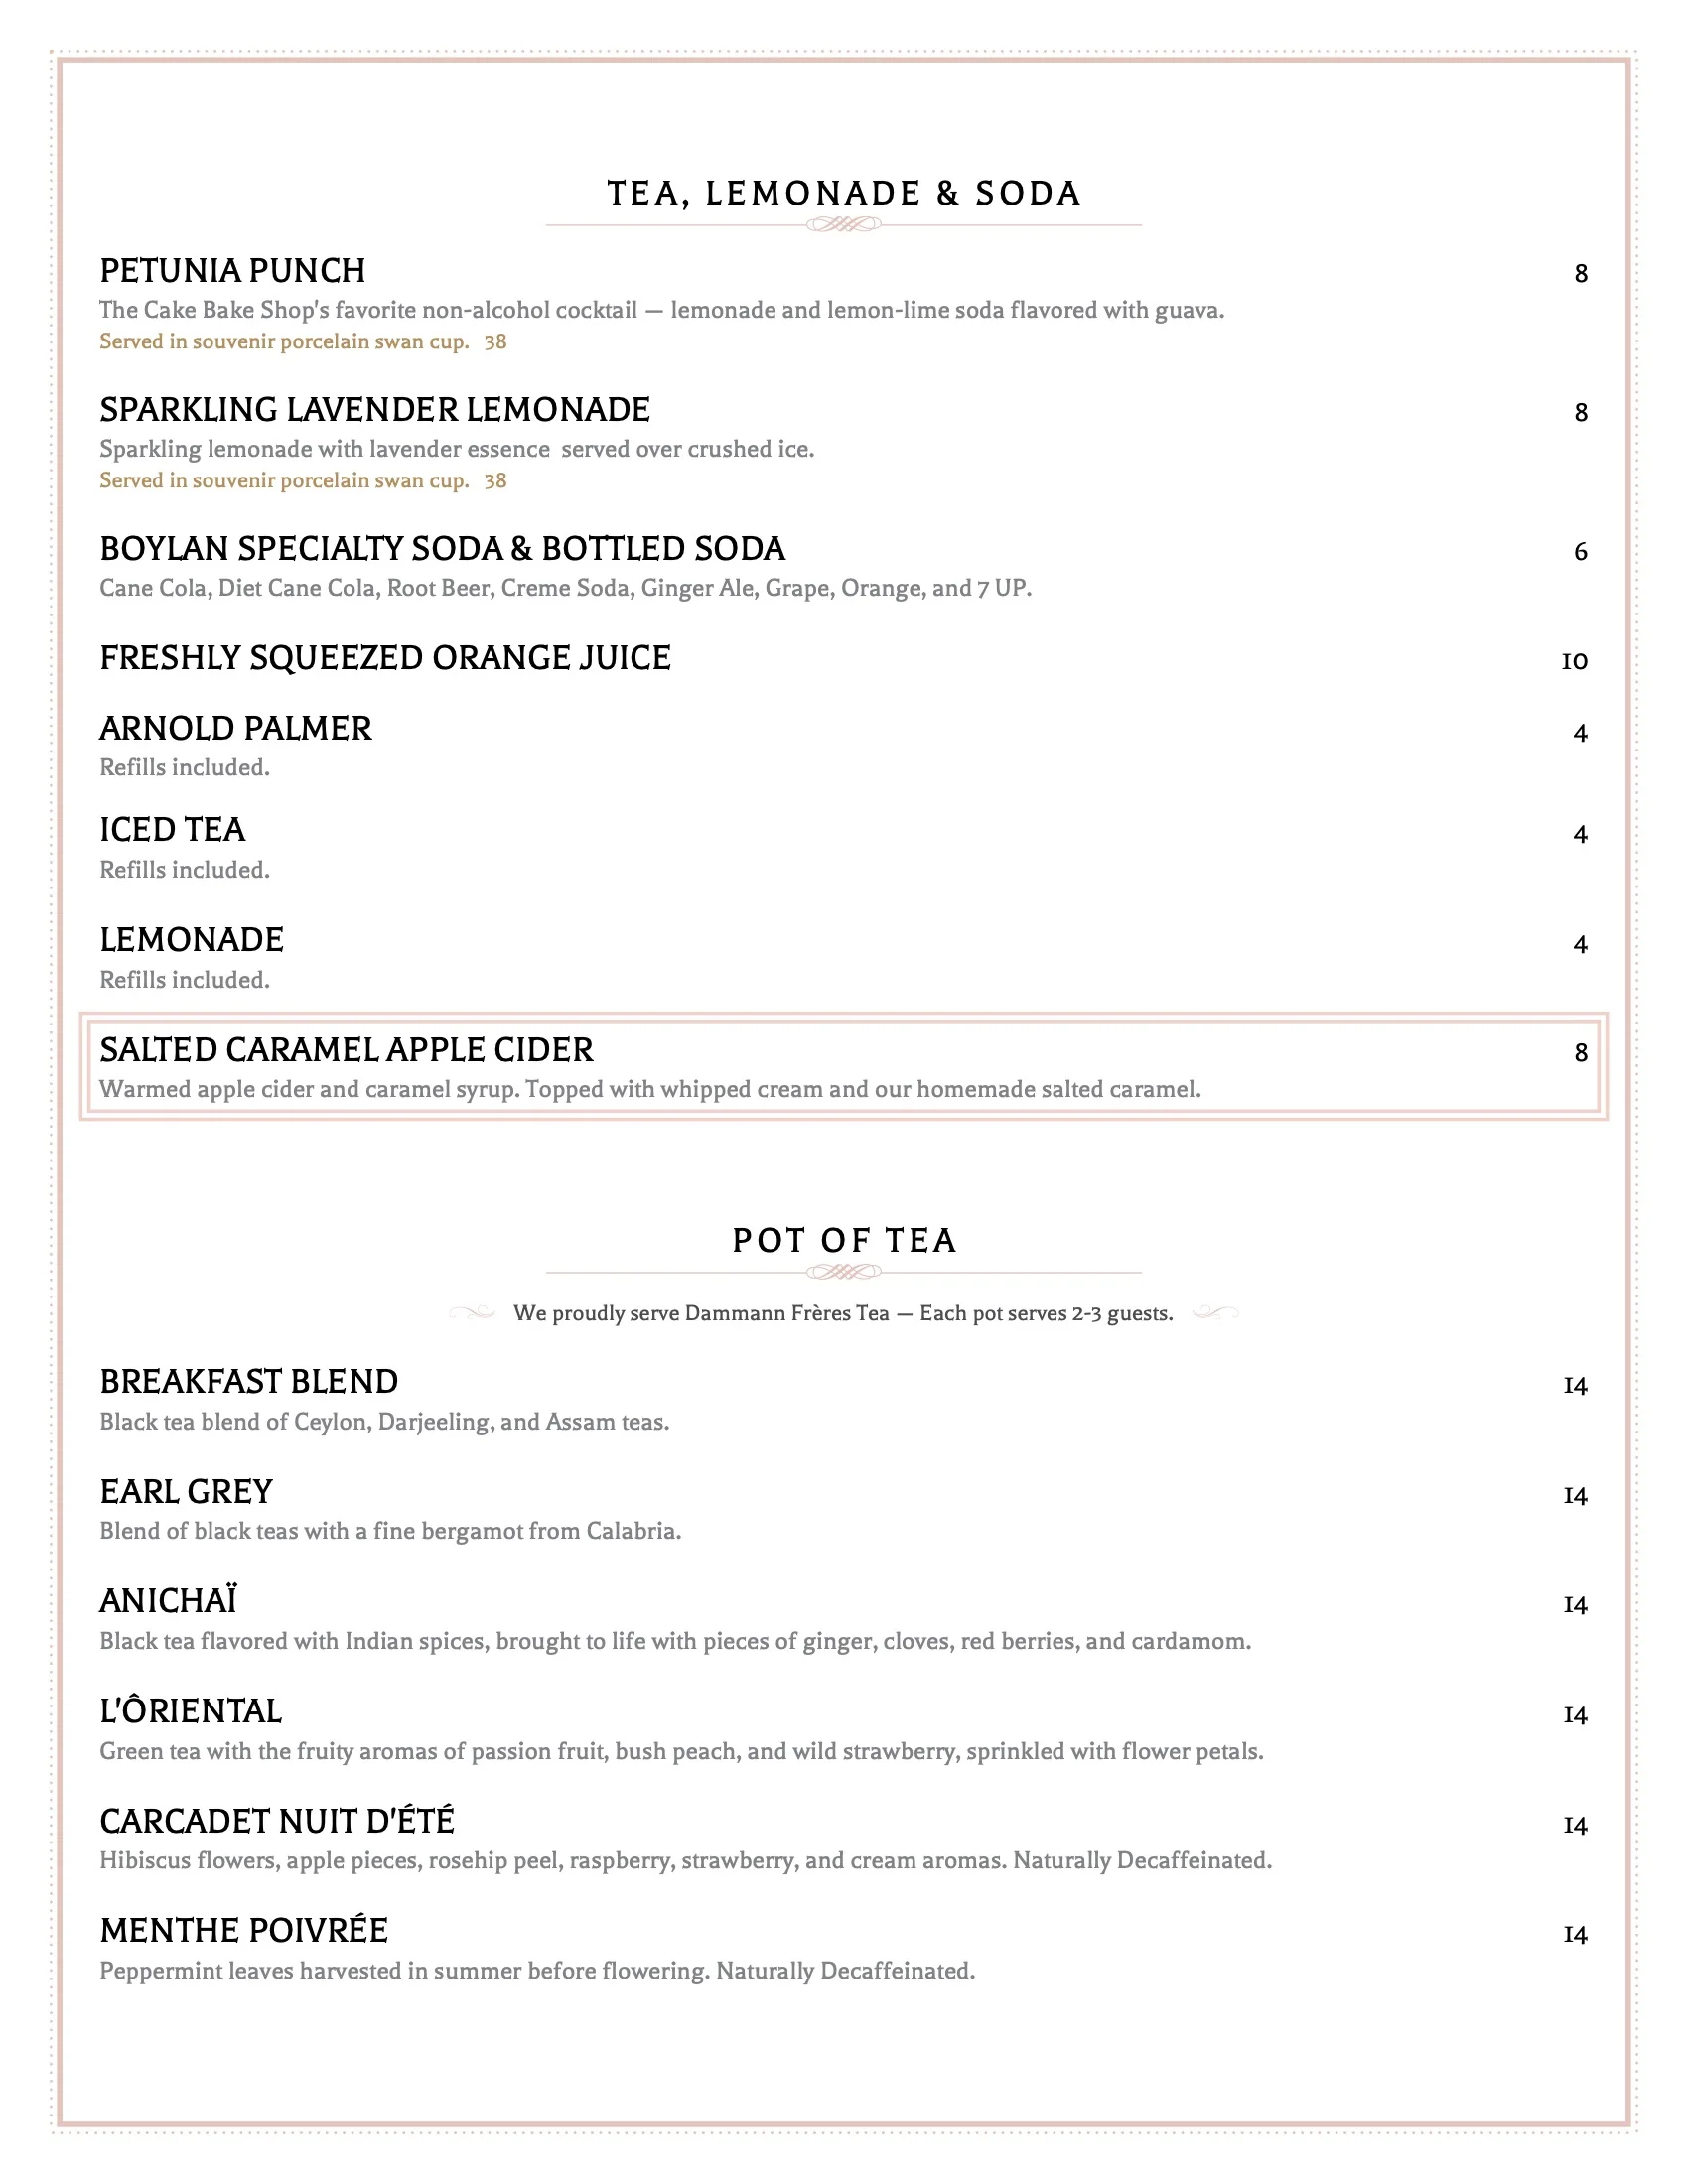 TEA, LEMONADE & SODA
PETUNIA PUNCH 8
The Cake Bake Shop's favorite non-alcohol cocktail — lemonade and lemon-lime soda flavored with guava.
Served in souvenir porcelain swan cup. 38
SPARKLING LAVENDER LEMONADE 8
Sparkling lemonade with lavender essence served over crushed ice.
Served in souvenir porcelain swan cup. 38
BOYLAN SPECIALTY SODA & BOTTLED SODA 6
Cane Cola, Diet Cane Cola, Root Beer, Creme Soda, Ginger Ale, Grape, Orange, and 7 UP.
FRESHLY SQUEEZED ORANGE JUICE 10
ARNOLD PALMER 4
Refills included.
ICED TEA 4
Refills included.
LEMONADE 4
Refills included.
SALTED CARAMEL APPLE CIDER 8
Warmed apple cider and caramel syrup. Topped with whipped cream and our homemade salted caramel.
POT OF TEA
We proudly serve Dammann Frères Tea — Each pot serves 2-3 guests.
BREAKFAST BLEND 14
Black tea blend of Ceylon, Darjeeling, and Assam teas.
EARL GREY 14
Blend of black teas with a fine bergamot from Calabria.
ANICHAÏ 14
Black tea flavored with Indian spices, brought to life with pieces of ginger, cloves, red berries, and cardamom.
L'ÔRIENTAL 14
Green tea with the fruity aromas of passion fruit, bush peach, and wild strawberry, sprinkled with flower petals.
CARCADET NUIT D'ÉTÉ 14
Hibiscus flowers, apple pieces, rosehip peel, raspberry, strawberry, and cream aromas. Naturally Decaffeinated.
MENTHE POIVRÉE 14
Peppermint leaves harvested in summer before flowering. Naturally Decaffeinated.